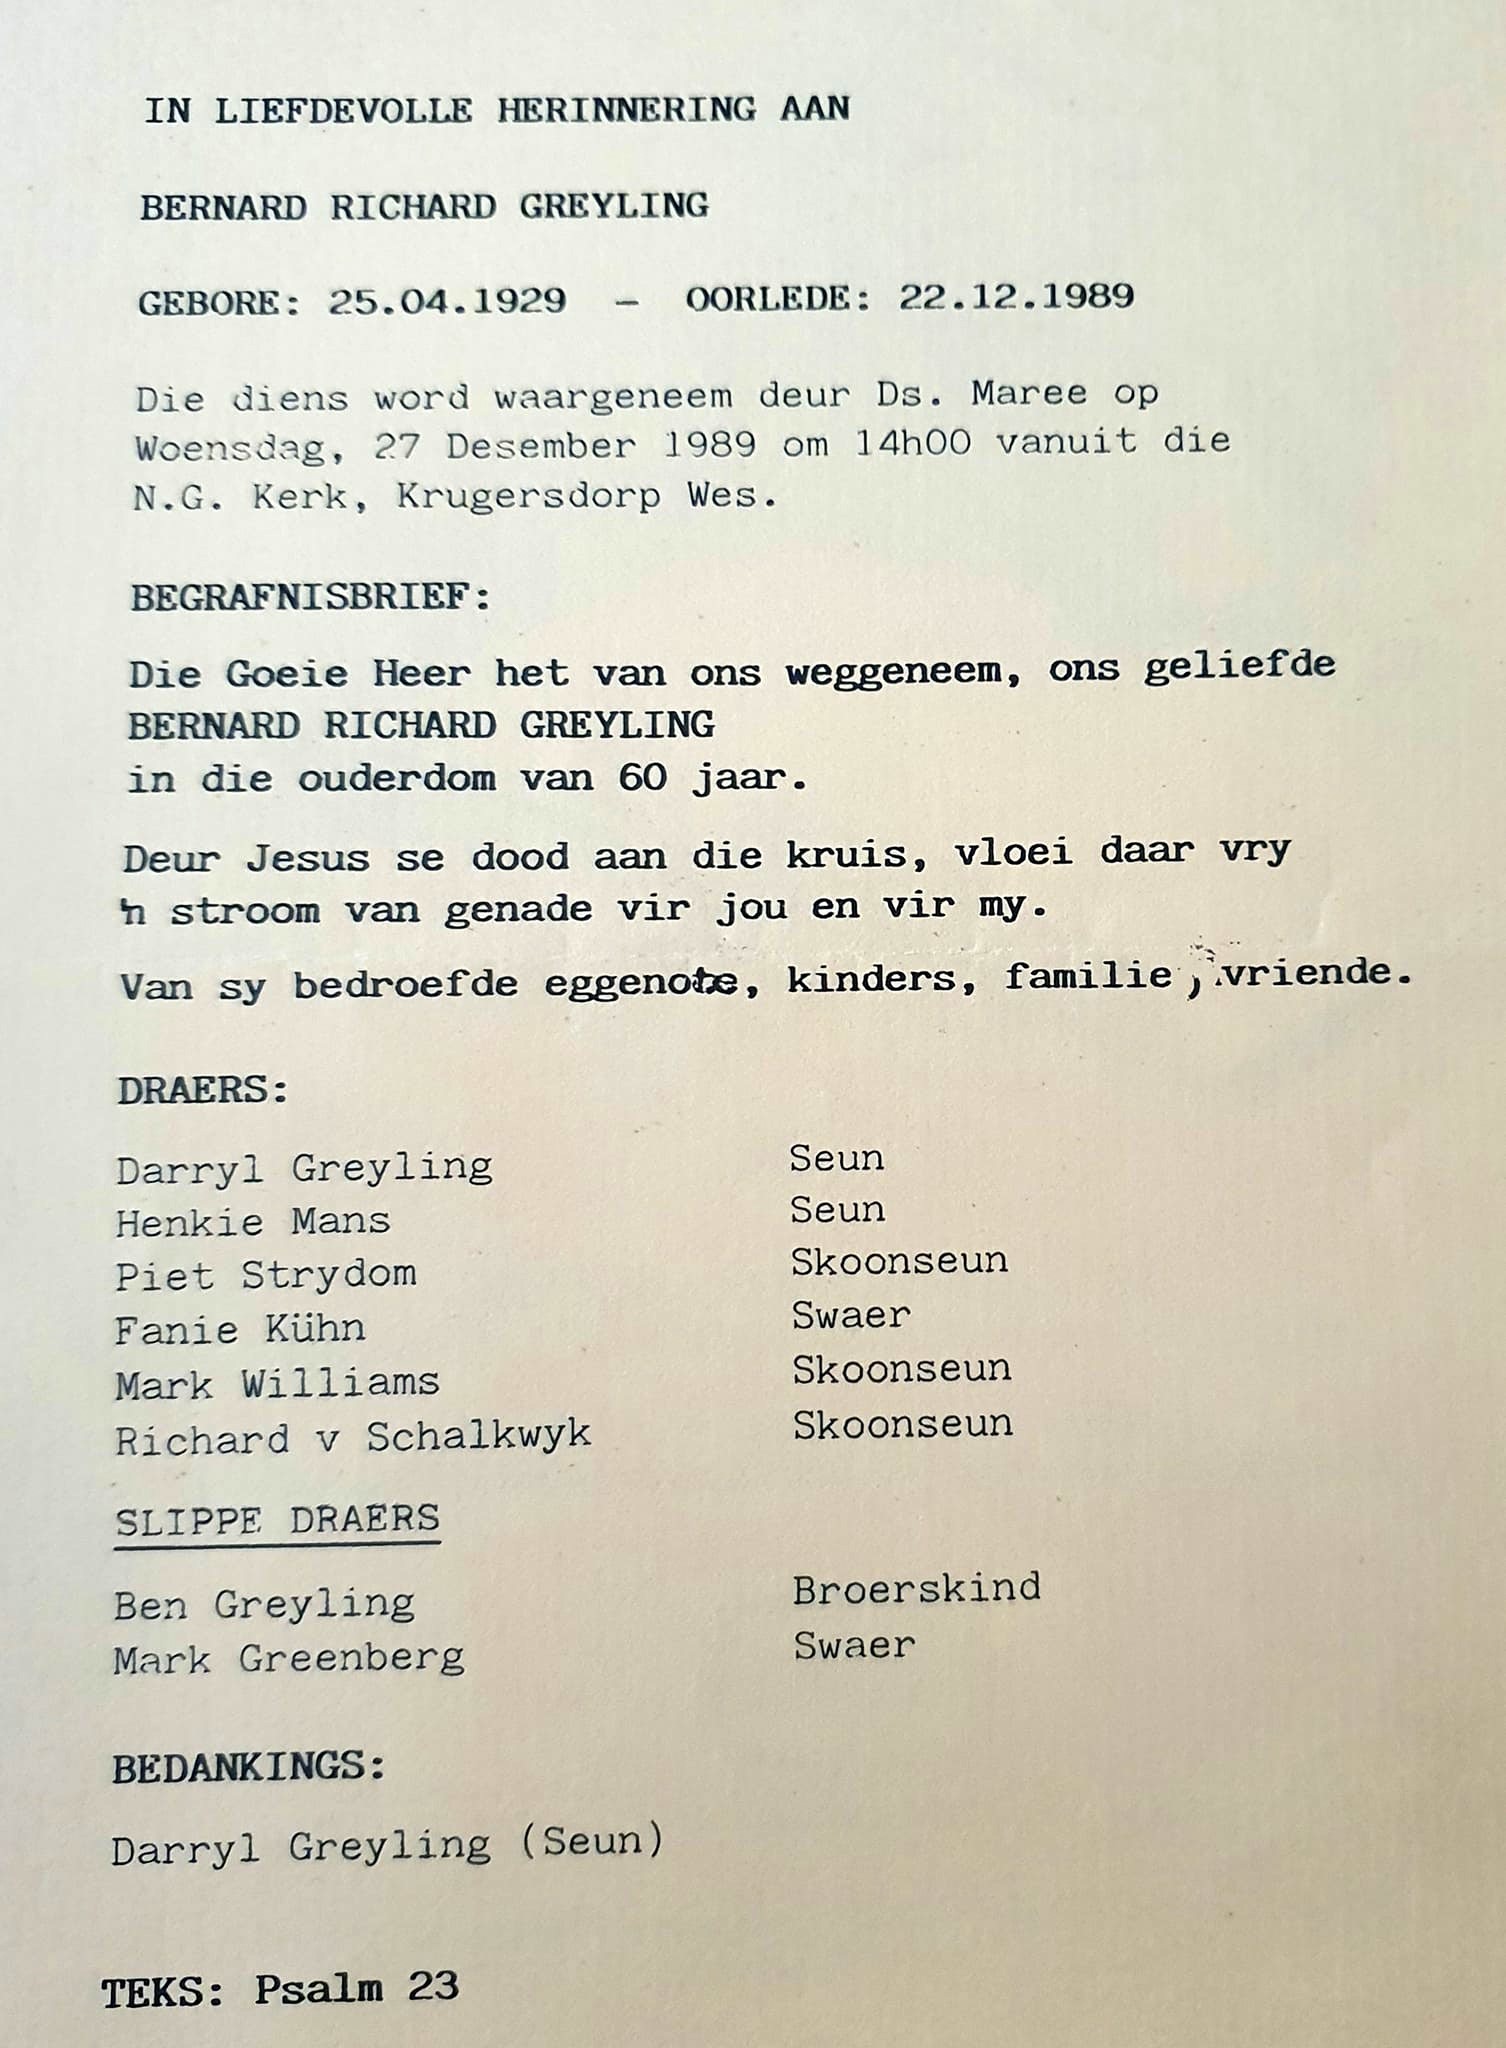 IN LIEFDEVOLLE HERINNERING AAN
BERNARD RICHARD GREYLING
GEBORE: 25.04.1929 - OORLEDE: 22.12.1989
Die diens word waargeneem deur Ds. Maree op
Woensdag, 27 Desember 1989 om 14h00 vanuit die
N.G. Kerk, Krugersdorp Wes.
BEGRAFNISBRIEF:
Die Goeie Heer het van ons weggeneem, ons geliefde
BERNARD RICHARD GREYLING
in die ouderdom van 60 jaar.
Deur Jesus se dood aan die kruis, vloei daar vry
'n stroom van genade vir jou en vir my.
Van sy bedroefde eggenote, kinders, familie, vriende.
DRAERS:
Darryl Greyling Seun
Henkie Mans Seun
Piet Strydom Skoonseun
Fanie Kühn Swaer
Mark Williams Skoonseun
Richard v Schalkwyk Skoonseun
SLIPPE DRAERS
Ben Greyling Broerskind
Mark Greenberg Swaer
BEDANKINGS:
Darryl Greyling (Seun)
TEKS: Psalm 23